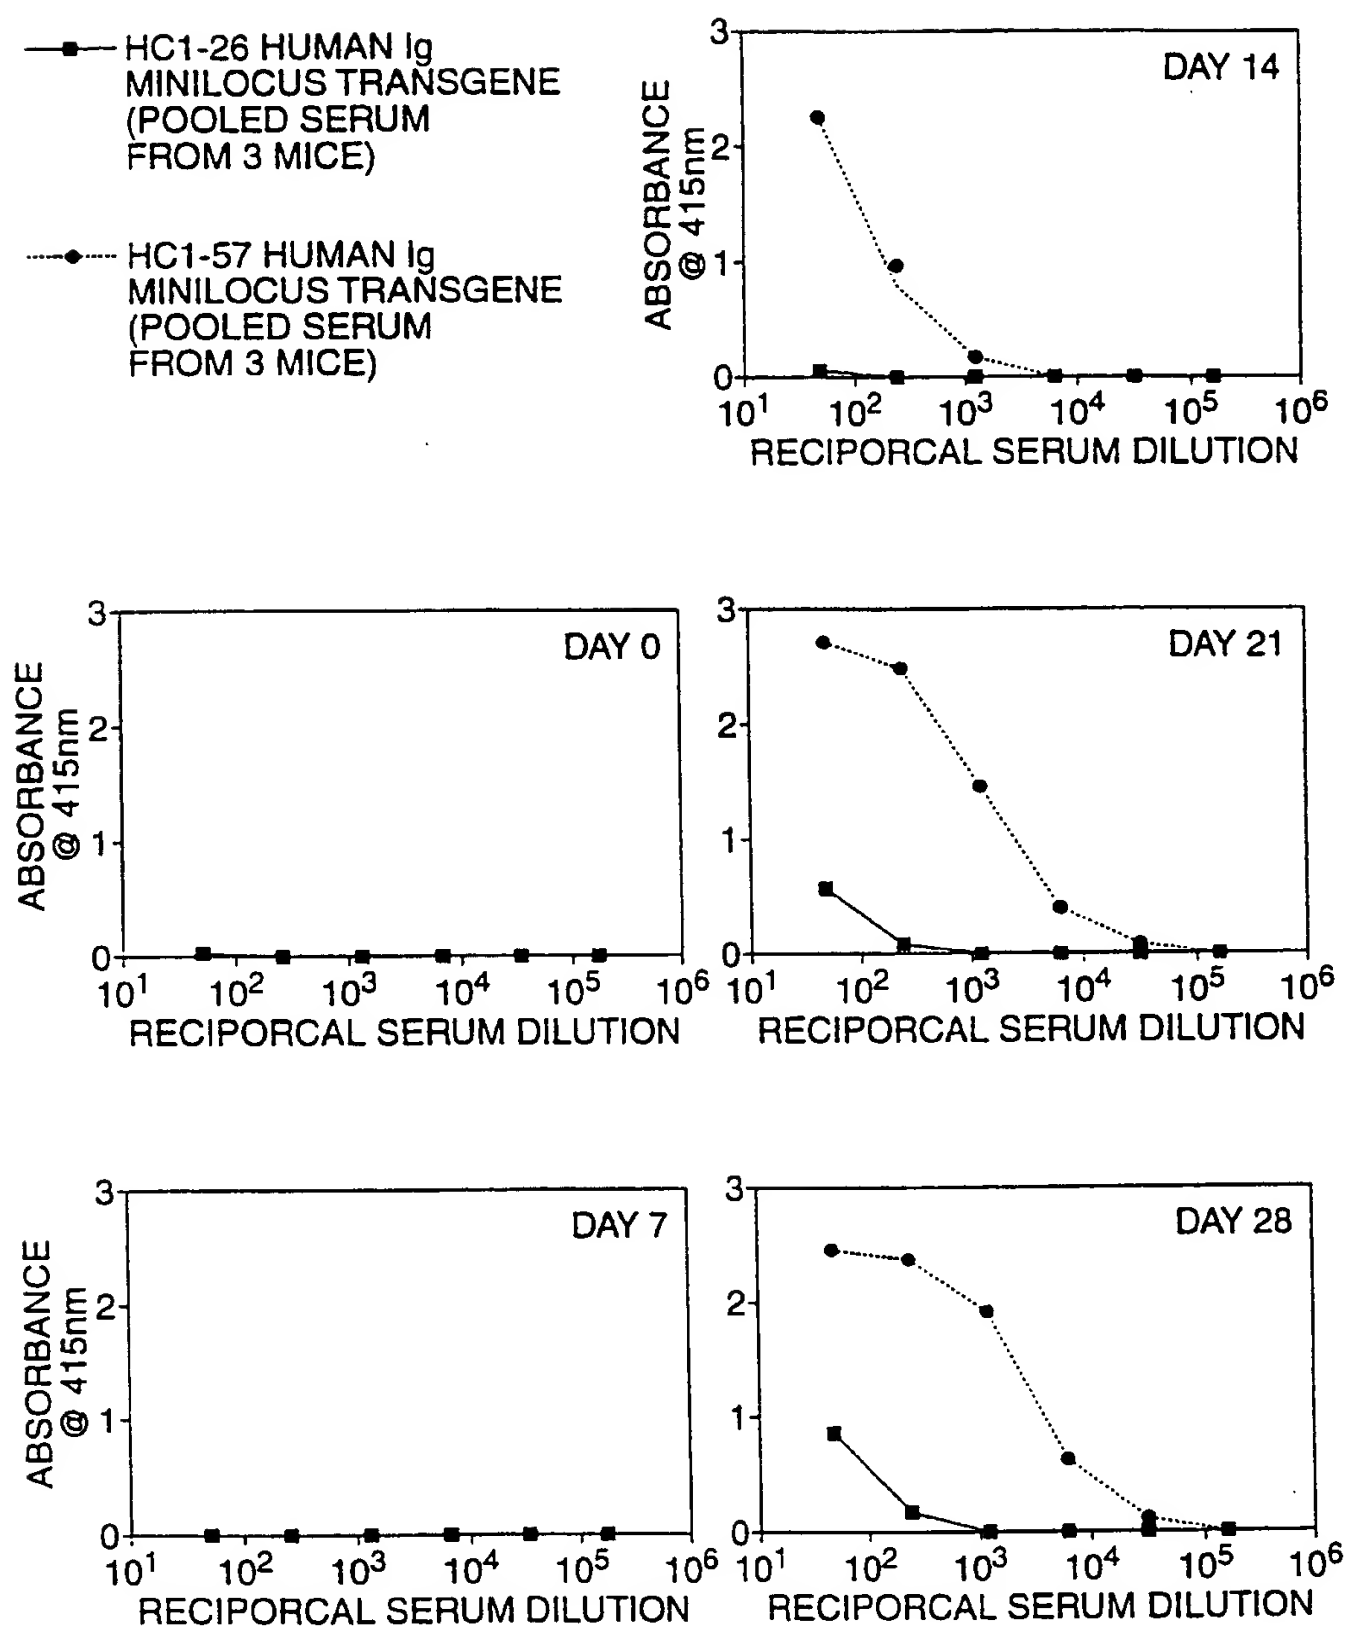 HC1-26 HUMAN Ig
MINILOCUS TRANSGENE
(POOLED SERUM
FROM 3 MICE)
HC1-57 HUMAN Ig
MINILOCUS TRANSGENE
(POOLED SERUM
FROM 3 MICE)
DAY 14
ABSORBANCE
@ 415nm
3
2
1
0
10¹ 10² 10³ 10⁴ 10⁵ 10⁶
RECIPORCAL SERUM DILUTION
DAY 0
ABSORBANCE
@ 415nm
3
2
1
0
10¹ 10² 10³ 10⁴ 10⁵ 10⁶
RECIPORCAL SERUM DILUTION
DAY 21
3
2
1
0
10¹ 10² 10³ 10⁴ 10⁵ 10⁶
RECIPORCAL SERUM DILUTION
DAY 7
ABSORBANCE
@ 415nm
3
2
1
0
10¹ 10² 10³ 10⁴ 10⁵ 10⁶
RECIPORCAL SERUM DILUTION
DAY 28
3
2
1
0
10¹ 10² 10³ 10⁴ 10⁵ 10⁶
RECIPORCAL SERUM DILUTION